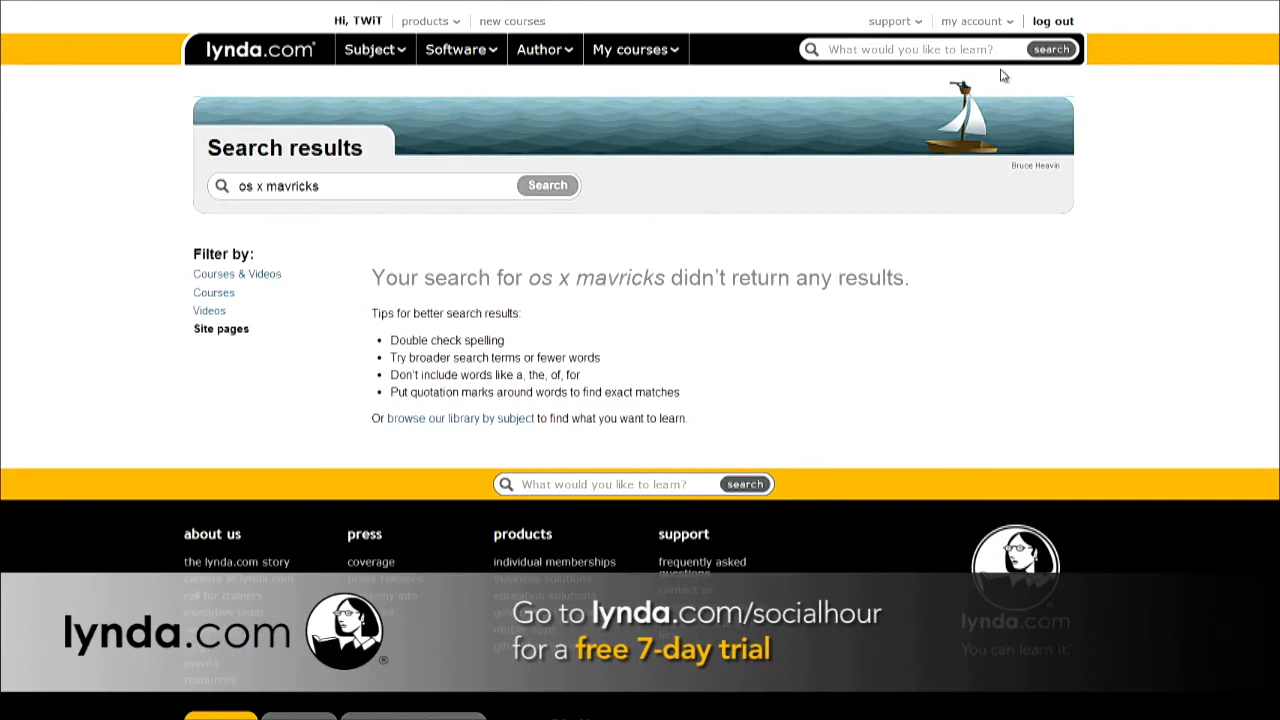 Hi, TWiT products new courses support my account log out
lynda.com® Subject Software Author My courses What would you like to learn? search
Search results
Bruce Heavin
os x mavricks Search
Filter by:
Courses & Videos
Courses
Videos
Site pages
Your search for os x mavricks didn't return any results.
Tips for better search results:
• Double check spelling
• Try broader search terms or fewer words
• Don't include words like a, the, of, for
• Put quotation marks around words to find exact matches
Or browse our library by subject to find what you want to learn.
What would you like to learn? search
about us press products support
the lynda.com story coverage individual memberships frequently asked questions
careers at lynda.com press releases business solutions contact us
call for trainers company info education solutions
executive team
events
resources
lynda.com
You can learn it.
lynda.com ®
Go to lynda.com/socialhour
for a free 7-day trial